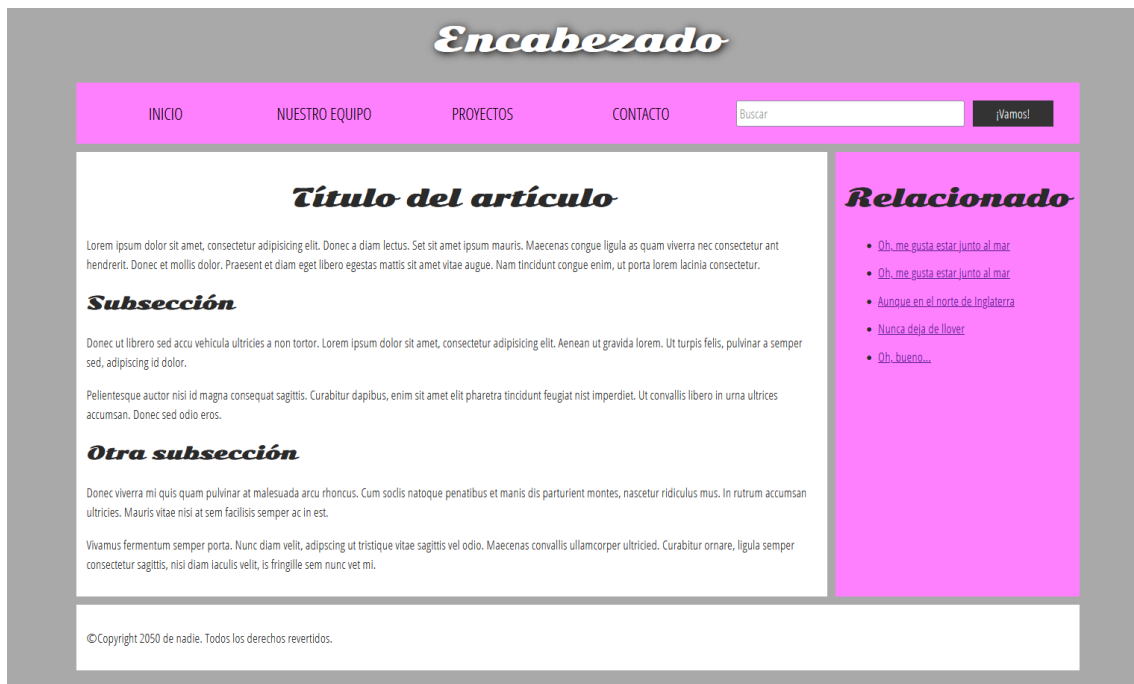 Encabezado
INICIO NUESTRO EQUIPO PROYECTOS CONTACTO Buscar ¡Vamos!
Título del artículo
Lorem ipsum dolor sit amet, consectetur adipisicing elit. Donec a diam lectus. Set sit amet ipsum mauris. Maecenas congue ligula as quam viverra nec consectetur ant
hendrerit. Donec et mollis dolor. Praesent et diam eget libero egestas mattis sit amet vitae augue. Nam tincidunt congue enim, ut porta lorem lacinia consectetur.
Subsección
Donec ut librero sed accu vehicula ultricies a non tortor. Lorem ipsum dolor sit amet, consectetur adipisicing elit. Aenean ut gravida lorem. Ut turpis felis, pulvinar a semper
sed, adipiscing id dolor.
Pelientesque auctor nisi id magna consequat sagittis. Curabitur dapibus, enim sit amet elit pharetra tincidunt feugiat nist imperdiet. Ut convallis libero in urna ultrices
accumsan. Donec sed odio eros.
Otra subsección
Donec viverra mi quis quam pulvinar at malesuada arcu rhoncus. Cum soclis natoque penatibus et manis dis parturient montes, nascetur ridiculus mus. In rutrum accumsan
ultricies. Mauris vitae nisi at sem facilisis semper ac in est.
Vivamus fermentum semper porta. Nunc diam velit, adipscing ut tristique vitae sagittis vel odio. Maecenas convallis ullamcorper ultricied. Curabitur ornare, ligula semper
consectetur sagittis, nisi diam iaculis velit, is fringille sem nunc vet mi.
Relacionado
Oh, me gusta estar junto al mar
Oh, me gusta estar junto al mar
Aunque en el norte de Inglaterra
Nunca deja de llover
Oh, bueno...
©Copyright 2050 de nadie. Todos los derechos revertidos.